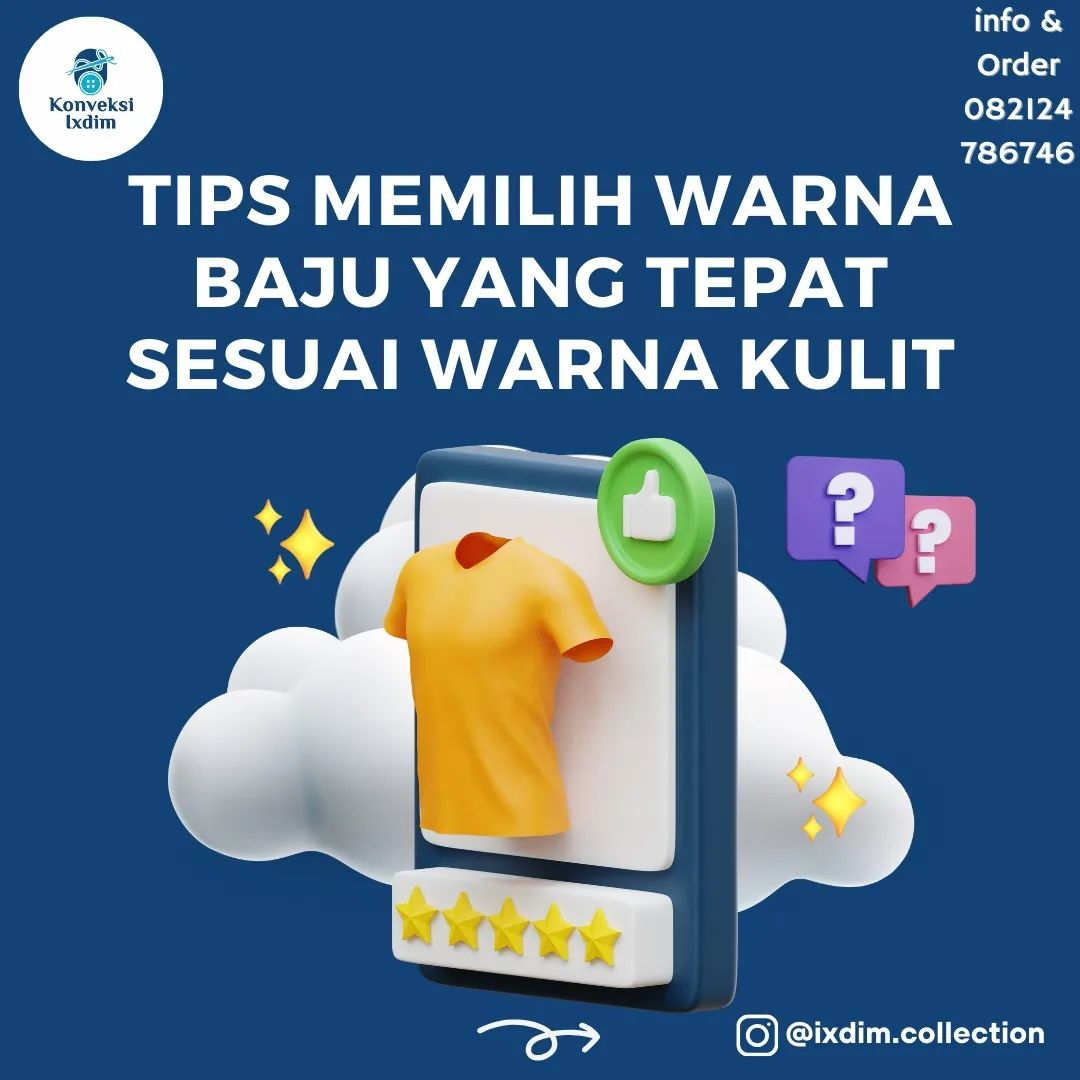 Konveksi
Ixdim
info &
Order
082124
786746
TIPS MEMILIH WARNA
BAJU YANG TEPAT
SESUAI WARNA KULIT
? ?
@ixdim.collection